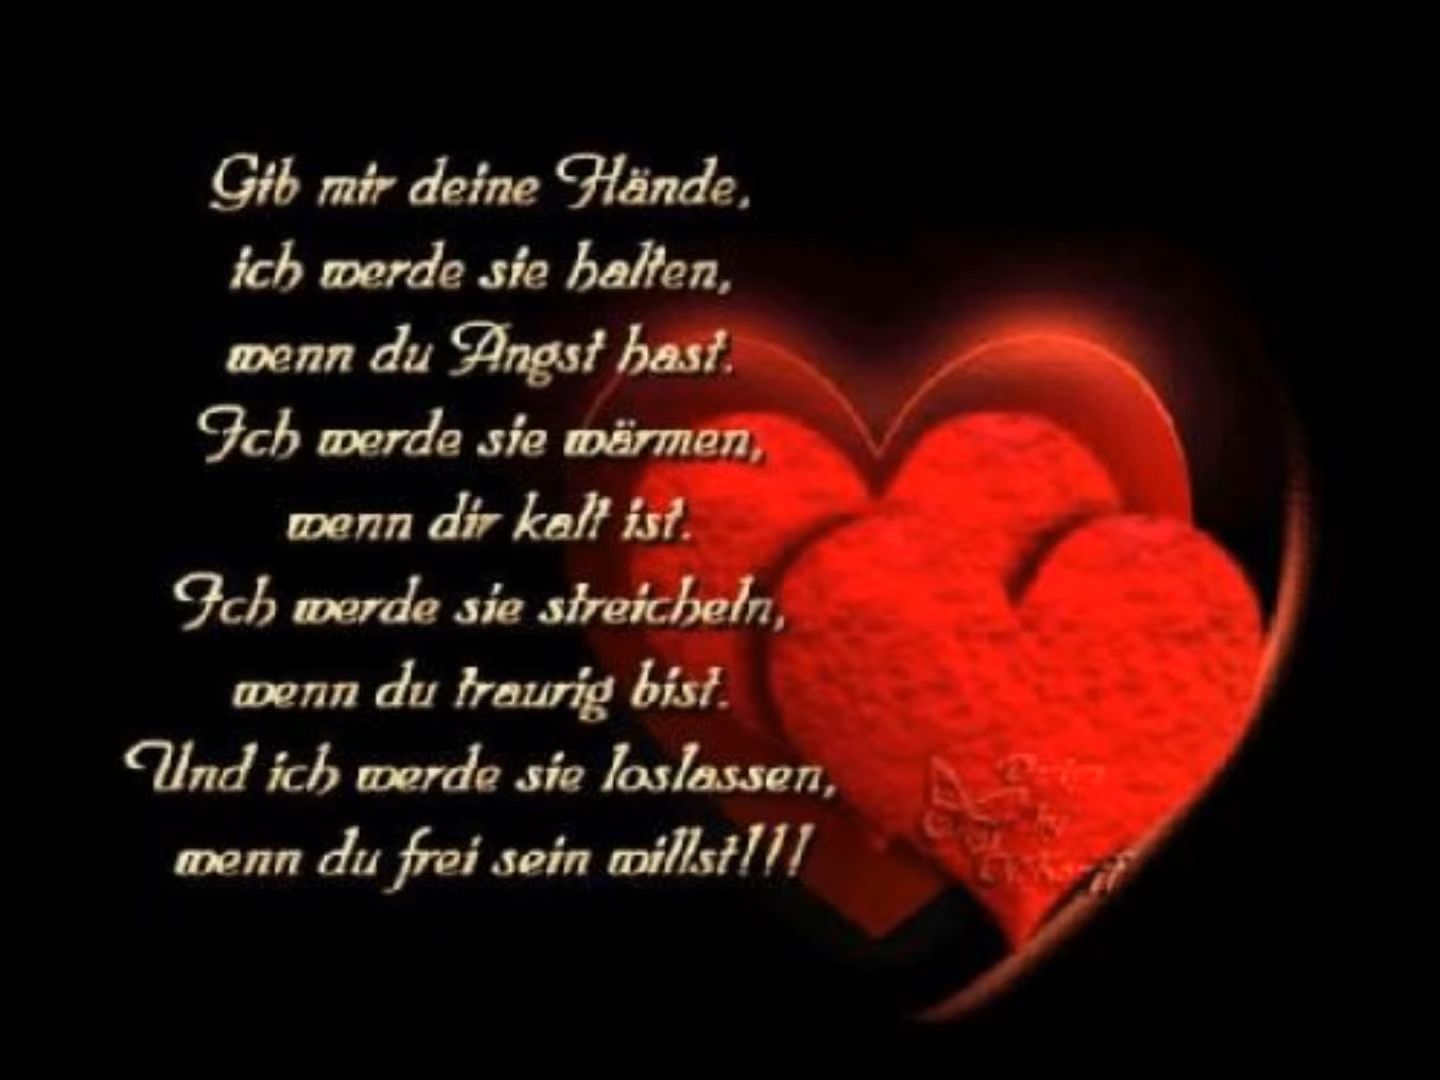 Gib mir deine Hände,
ich werde sie halten,
wenn du Angst hast.
Ich werde sie wärmen,
wenn dir kalt ist.
Ich werde sie streicheln,
wenn du traurig bist.
Und ich werde sie loslassen,
wenn du frei sein willst!!!